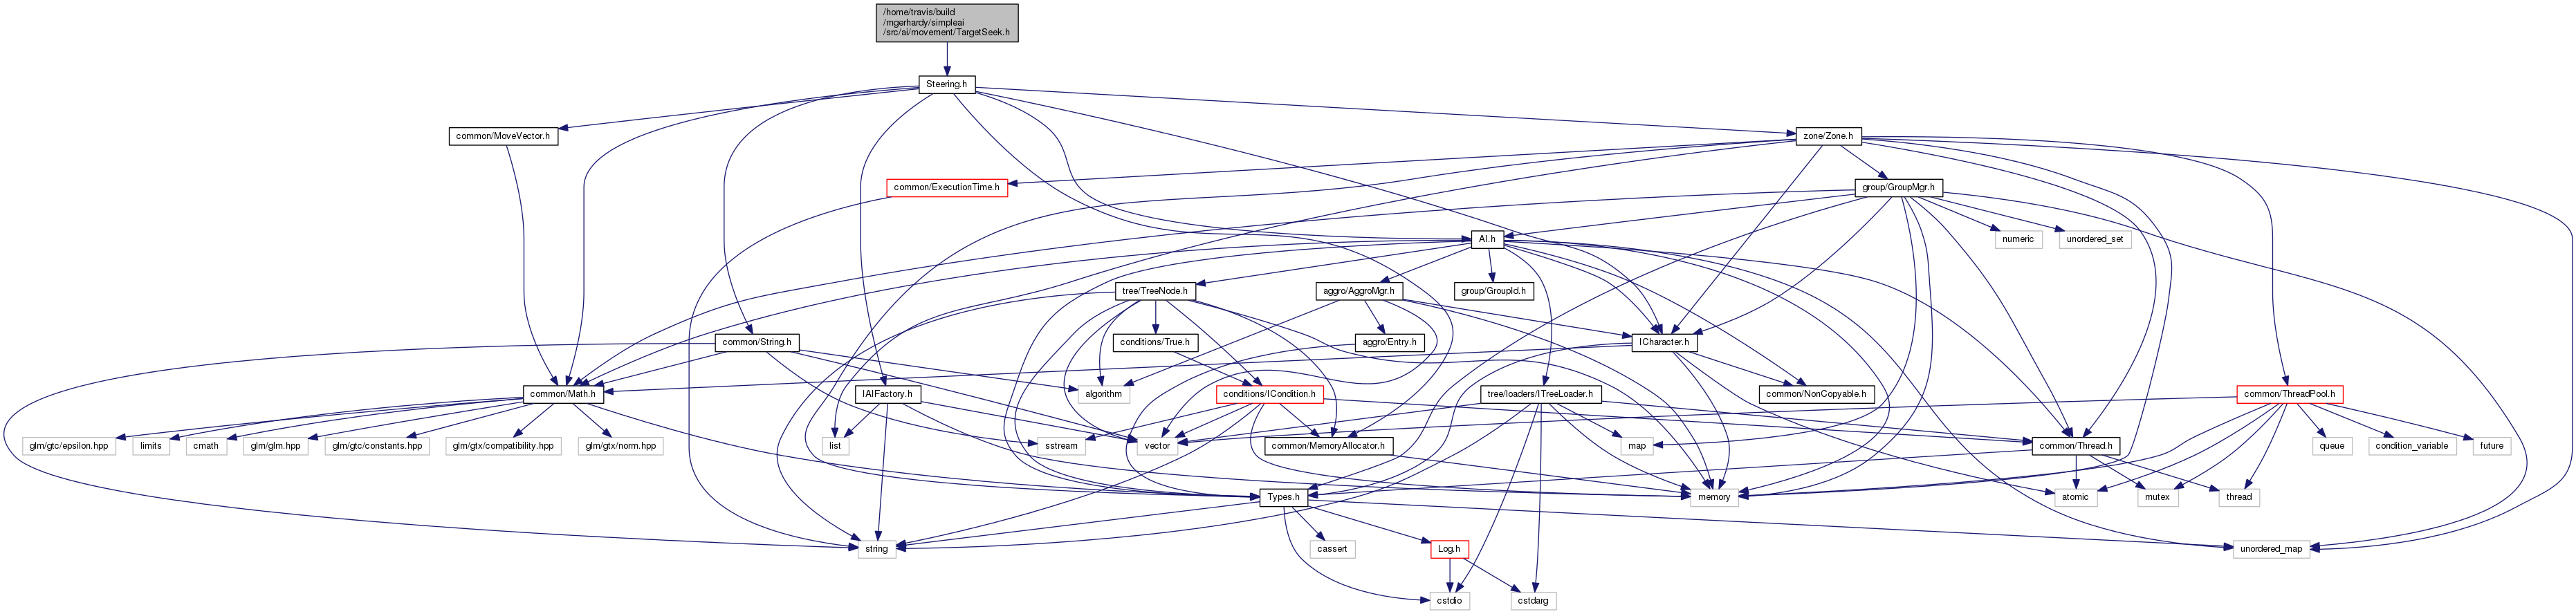 /home/travis/build
/mgerhardy/simpleai
/src/ai/movement/TargetSeek.h
Steering.h
common/MoveVector.h
zone/Zone.h
common/ExecutionTime.h
group/GroupMgr.h
AI.h
numeric
unordered_set
tree/TreeNode.h
aggro/AggroMgr.h
group/GroupId.h
common/String.h
conditions/True.h
aggro/Entry.h
ICharacter.h
common/Math.h
IAIFactory.h
algorithm
conditions/ICondition.h
tree/loaders/ITreeLoader.h
common/NonCopyable.h
common/ThreadPool.h
glm/gtc/epsilon.hpp
limits
cmath
glm/glm.hpp
glm/gtc/constants.hpp
glm/gtx/compatibility.hpp
glm/gtx/norm.hpp
list
sstream
vector
common/MemoryAllocator.h
map
common/Thread.h
queue
condition_variable
future
Types.h
memory
atomic
mutex
thread
string
cassert
Log.h
unordered_map
cstdio
cstdarg